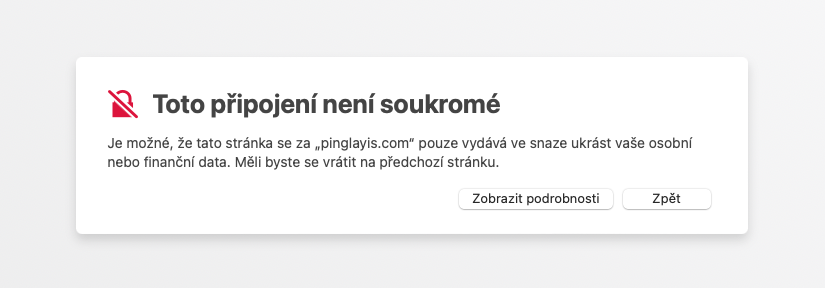 Toto připojení není soukromé
Je možné, že tato stránka se za „pinglayis.com“ pouze vydává ve snaze ukrást vaše osobní
nebo finanční data. Měli byste se vrátit na předchozí stránku.
Zobrazit podrobnosti Zpět